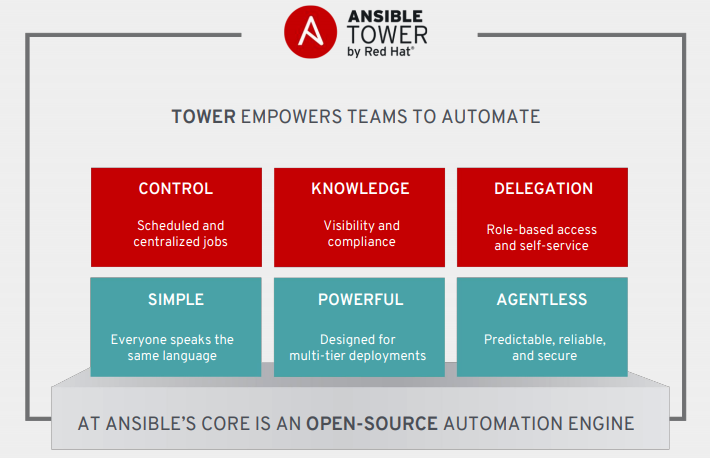 ANSIBLE
TOWER
by Red Hat®
TOWER EMPOWERS TEAMS TO AUTOMATE
CONTROL
Scheduled and
centralized jobs
KNOWLEDGE
Visibility and
compliance
DELEGATION
Role-based access
and self-service
SIMPLE
Everyone speaks the
same language
POWERFUL
Designed for
multi-tier deployments
AGENTLESS
Predictable, reliable,
and secure
AT ANSIBLE'S CORE IS AN OPEN-SOURCE AUTOMATION ENGINE